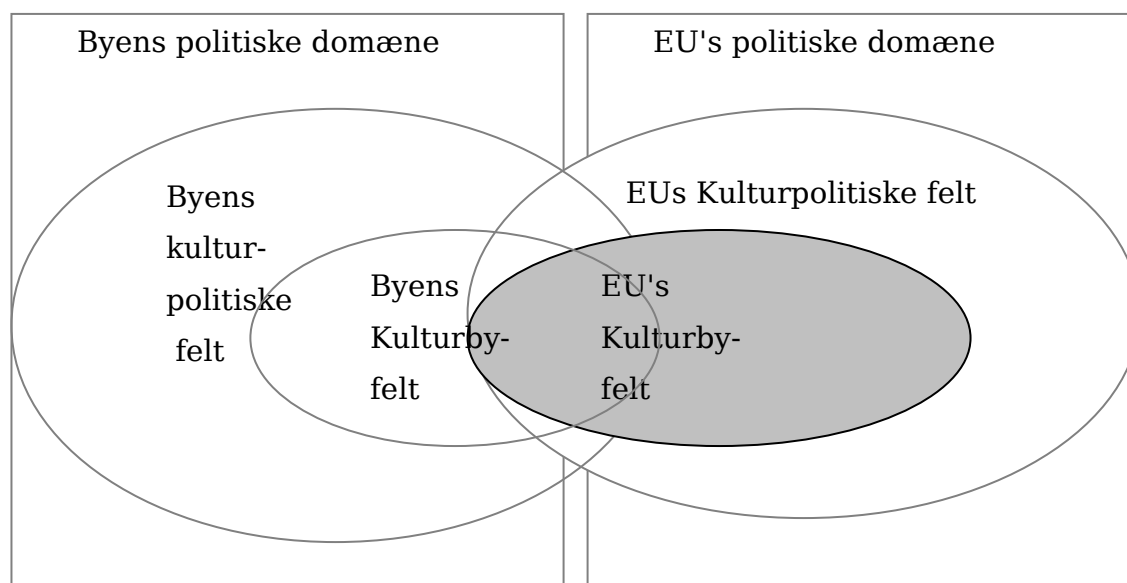 Byens politiske domæne
EU's politiske domæne
Byens
kultur-
politiske
felt
Byens
Kulturby-
felt
EUs Kulturpolitiske felt
EU's
Kulturby-
felt